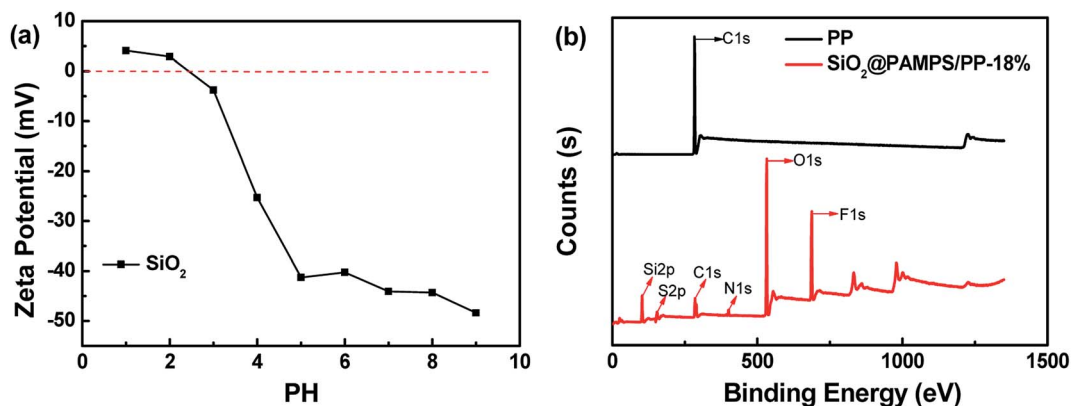 (a)
Zeta Potential (mV)
10
0
-10
-20
-30
-40
-50
SiO₂
0 2 4 6 8 10
PH
(b)
Counts (s)
PP
SiO₂@PAMPS/PP-18%
C1s
O1s
F1s
Si2p
S2p
C1s
N1s
0 500 1000 1500
Binding Energy (eV)